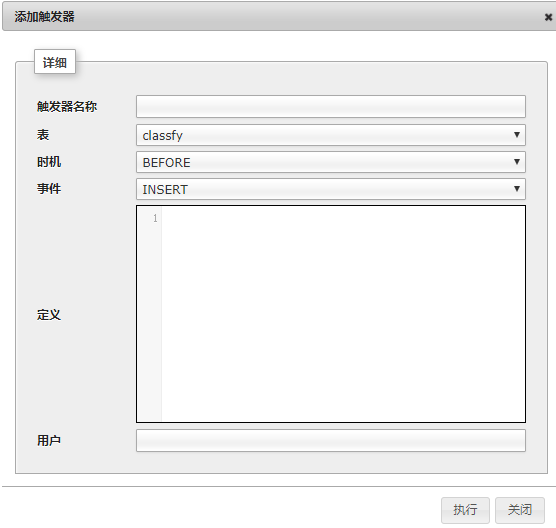 添加触发器
详细
触发器名称
表 classfy
时机 BEFORE
事件 INSERT
1
定义
用户
执行 关闭